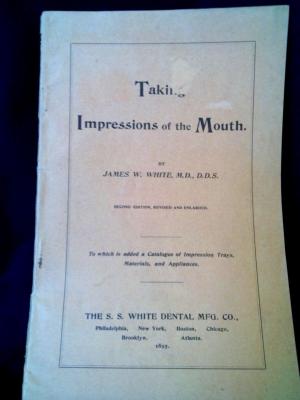 Takin
Impressions of the Mouth.
BY
JAMES W. WHITE, M.D., D.D.S.
SECOND EDITION, REVISED AND ENLARGED.
To which is added a Catalogue of Impression Trays,
Materials, and Appliances.
THE S. S. WHITE DENTAL MFG. CO.,
Philadelphia, New York, Boston, Chicago,
Brooklyn, Atlanta.